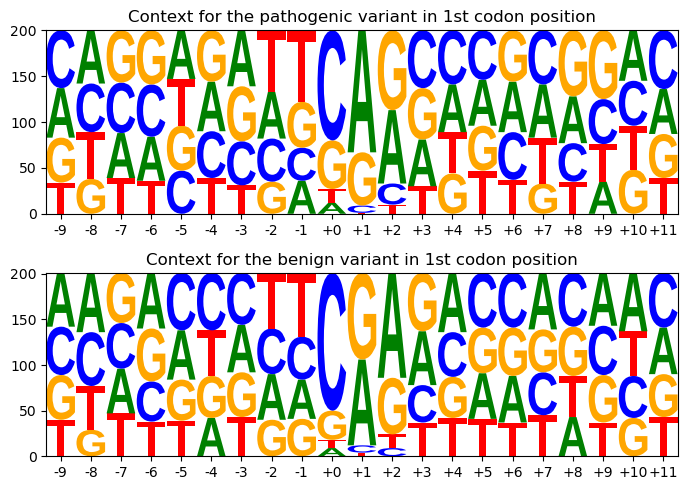 Context for the pathogenic variant in 1st codon position
200
150
100
50
0
C A G G A G A T T C A G C C C G C G G A C
A C C C T A G A G G G A G A A A A A C C A
G T A A G C C C C T C C A T G C T C T T G
T G T T C T T G A A T T G T T G T A G T
-9 -8 -7 -6 -5 -4 -3 -2 -1 +0 +1 +2 +3 +4 +5 +6 +7 +8 +9 +10 +11
Context for the benign variant in 1st codon position
200
150
100
50
0
A A G A C C C T T C G A G A C C A C A A C
C C C G A T A C C G A G A C G G G G C T A
G T A C G G G A A T C T C G A A C T G C G
T G T T T A T G G A C T T T T T A T G T
-9 -8 -7 -6 -5 -4 -3 -2 -1 +0 +1 +2 +3 +4 +5 +6 +7 +8 +9 +10 +11